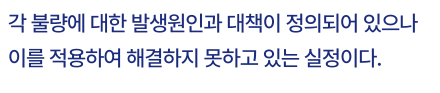 각 불량에 대한 발생원인과 대책이 정의되어 있으나
이를 적용하여 해결하지 못하고 있는 실정이다.